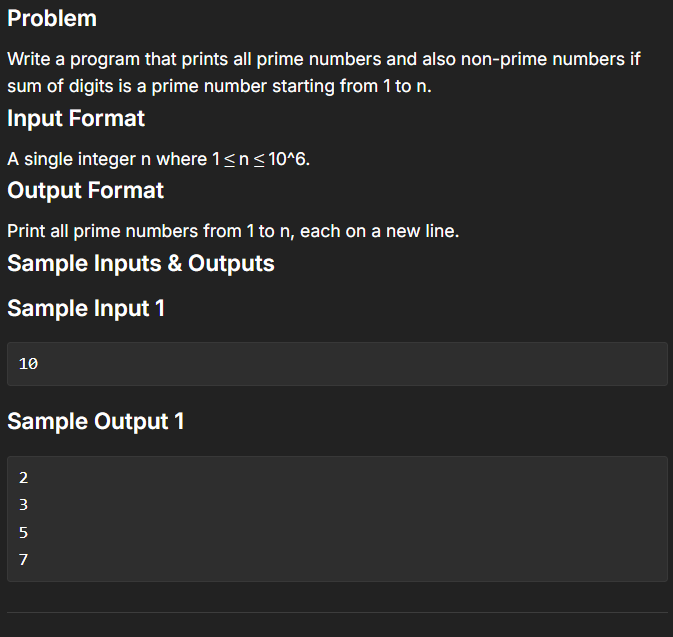 Problem
Write a program that prints all prime numbers and also non-prime numbers if
sum of digits is a prime number starting from 1 to n.
Input Format
A single integer n where 1 ≤ n ≤ 10^6.
Output Format
Print all prime numbers from 1 to n, each on a new line.
Sample Inputs & Outputs
Sample Input 1
10
Sample Output 1
2
3
5
7